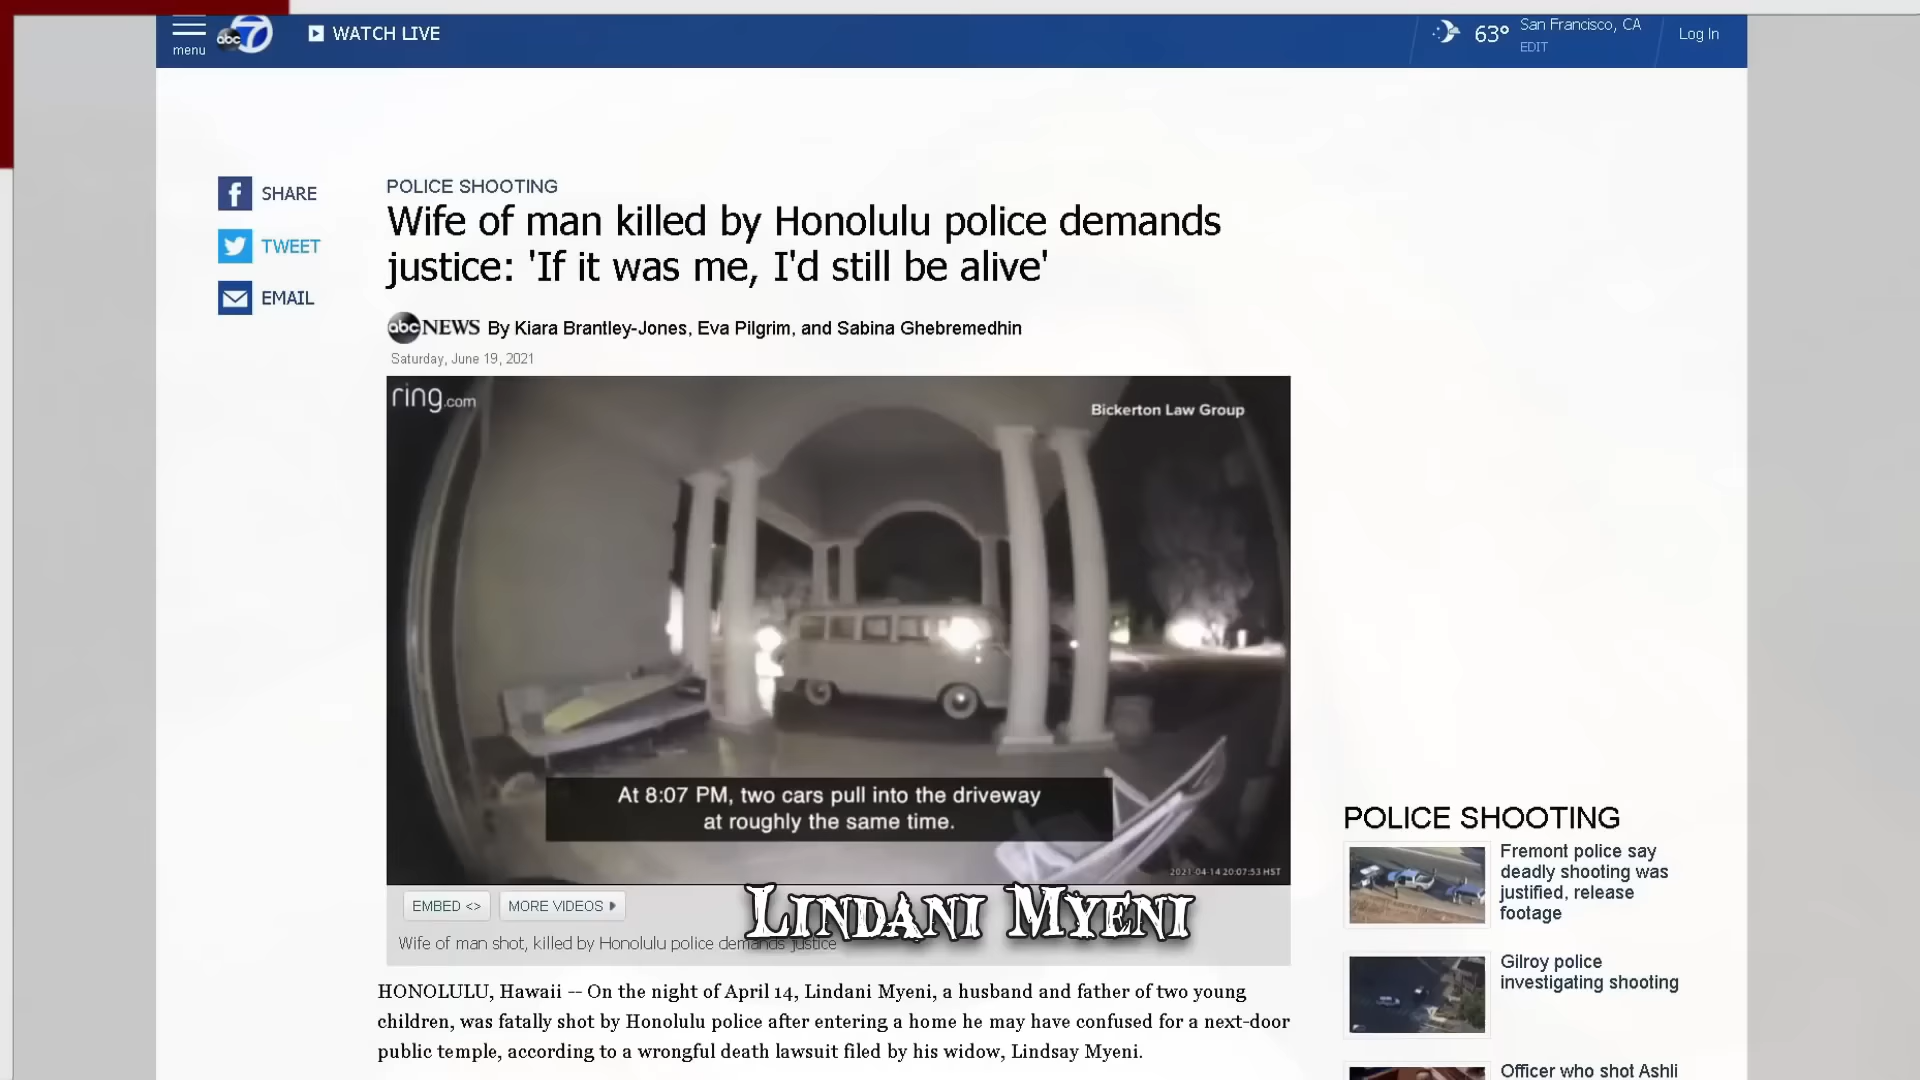 menu
abc 7
WATCH LIVE
63°
San Francisco, CA
EDIT
Log In
SHARE
TWEET
EMAIL
POLICE SHOOTING
Wife of man killed by Honolulu police demands
justice: 'If it was me, I'd still be alive'
abc NEWS By Kiara Brantley-Jones, Eva Pilgrim, and Sabina Ghebremedhin
Saturday, June 19, 2021
ring.com
Bickerton Law Group
At 8:07 PM, two cars pull into the driveway
at roughly the same time.
2021-04-14 20:07:53 HST
EMBED <>
MORE VIDEOS
LINDANI MYENI
Wife of man shot, killed by Honolulu police demands justice
HONOLULU, Hawaii -- On the night of April 14, Lindani Myeni, a husband and father of two young
children, was fatally shot by Honolulu police after entering a home he may have confused for a next-door
public temple, according to a wrongful death lawsuit filed by his widow, Lindsay Myeni.
POLICE SHOOTING
Fremont police say
deadly shooting was
justified, release
footage
Gilroy police
investigating shooting
Officer who shot Ashli